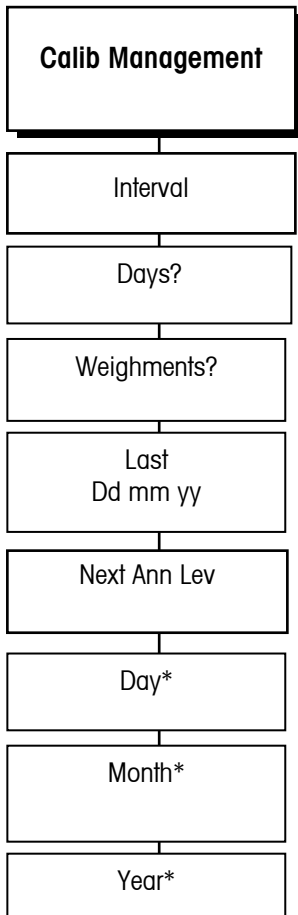 Calib Management
Interval
Days?
Weighments?
Last
Dd mm yy
Next Ann Lev
Day*
Month*
Year*